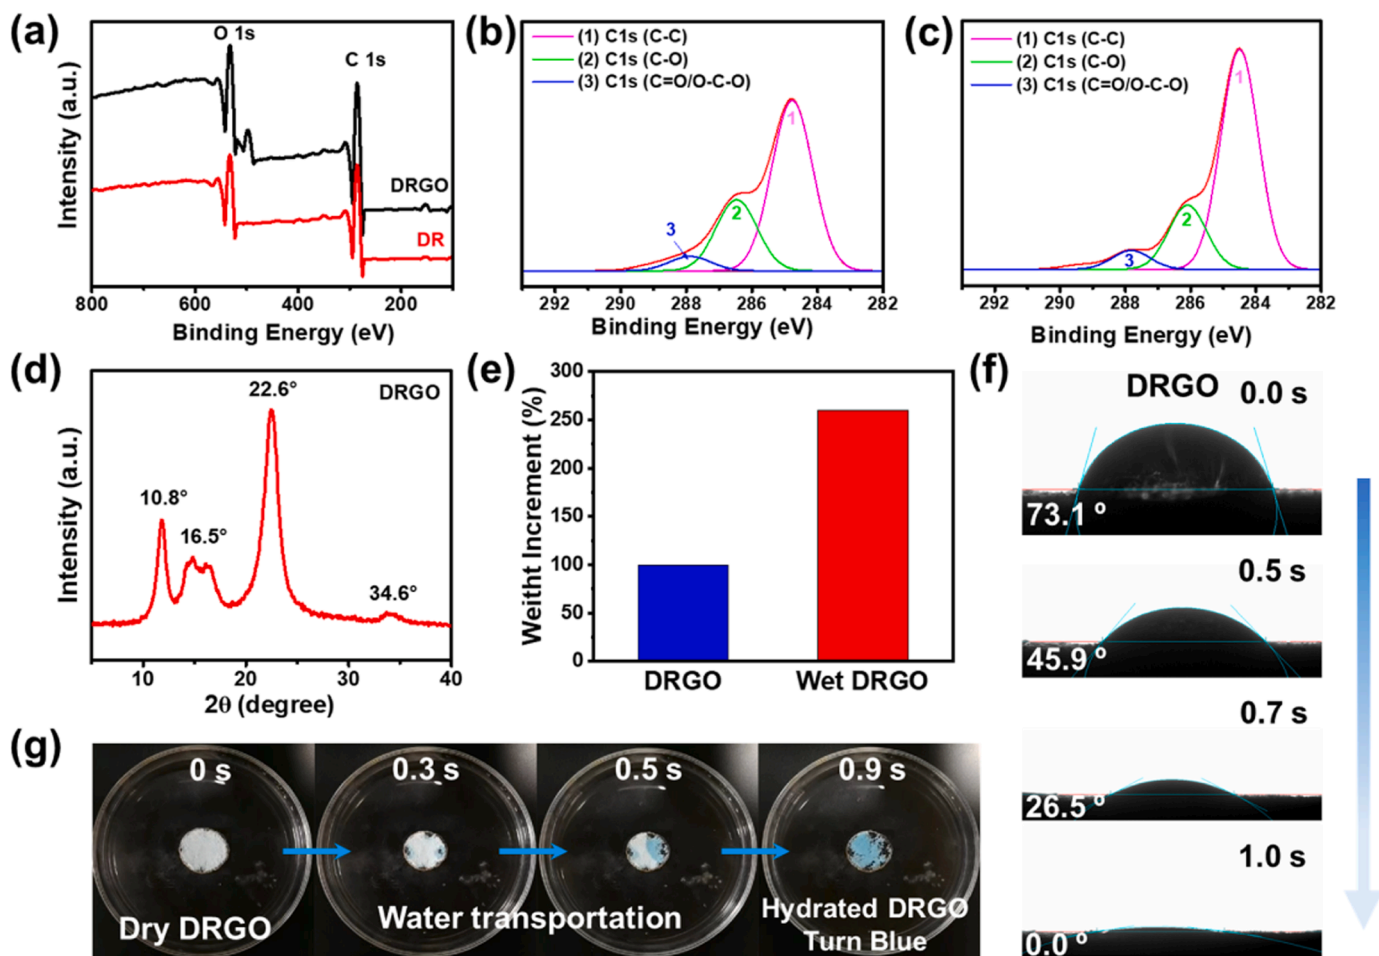 (a)
O 1s
C 1s
DRGO
DR
Intensity (a.u.)
800
600
400
200
Binding Energy (eV)
(b)
(1) C1s (C-C)
(2) C1s (C-O)
(3) C1s (C=O/O-C-O)
1
2
3
292
290
288
286
284
282
Binding Energy (eV)
(c)
(1) C1s (C-C)
(2) C1s (C-O)
(3) C1s (C=O/O-C-O)
1
2
3
292
290
288
286
284
282
Binding Energy (eV)
(d)
DRGO
10.8°
16.5°
22.6°
34.6°
Intensity (a.u.)
10
20
30
40
2θ (degree)
(e)
Weitht Increment (%)
300
250
200
150
100
50
0
DRGO
Wet DRGO
(f)
DRGO
0.0 s
73.1 º
0.5 s
45.9 º
0.7 s
26.5 º
1.0 s
0.0 º
(g)
0 s
0.3 s
0.5 s
0.9 s
Dry DRGO
Water transportation
Hydrated DRGO
Turn Blue